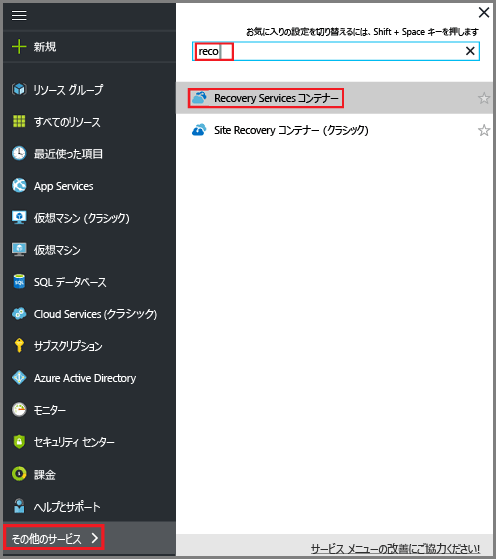 新規
リソース グループ
すべてのリソース
最近使った項目
App Services
仮想マシン (クラシック)
仮想マシン
SQL データベース
Cloud Services (クラシック)
サブスクリプション
Azure Active Directory
モニター
セキュリティ センター
課金
ヘルプとサポート
その他のサービス
お気に入りの設定を切り替えるには、Shift + Space キーを押します
reco
Recovery Services コンテナー
Site Recovery コンテナー (クラシック)
サービス メニューの改善にご協力ください!